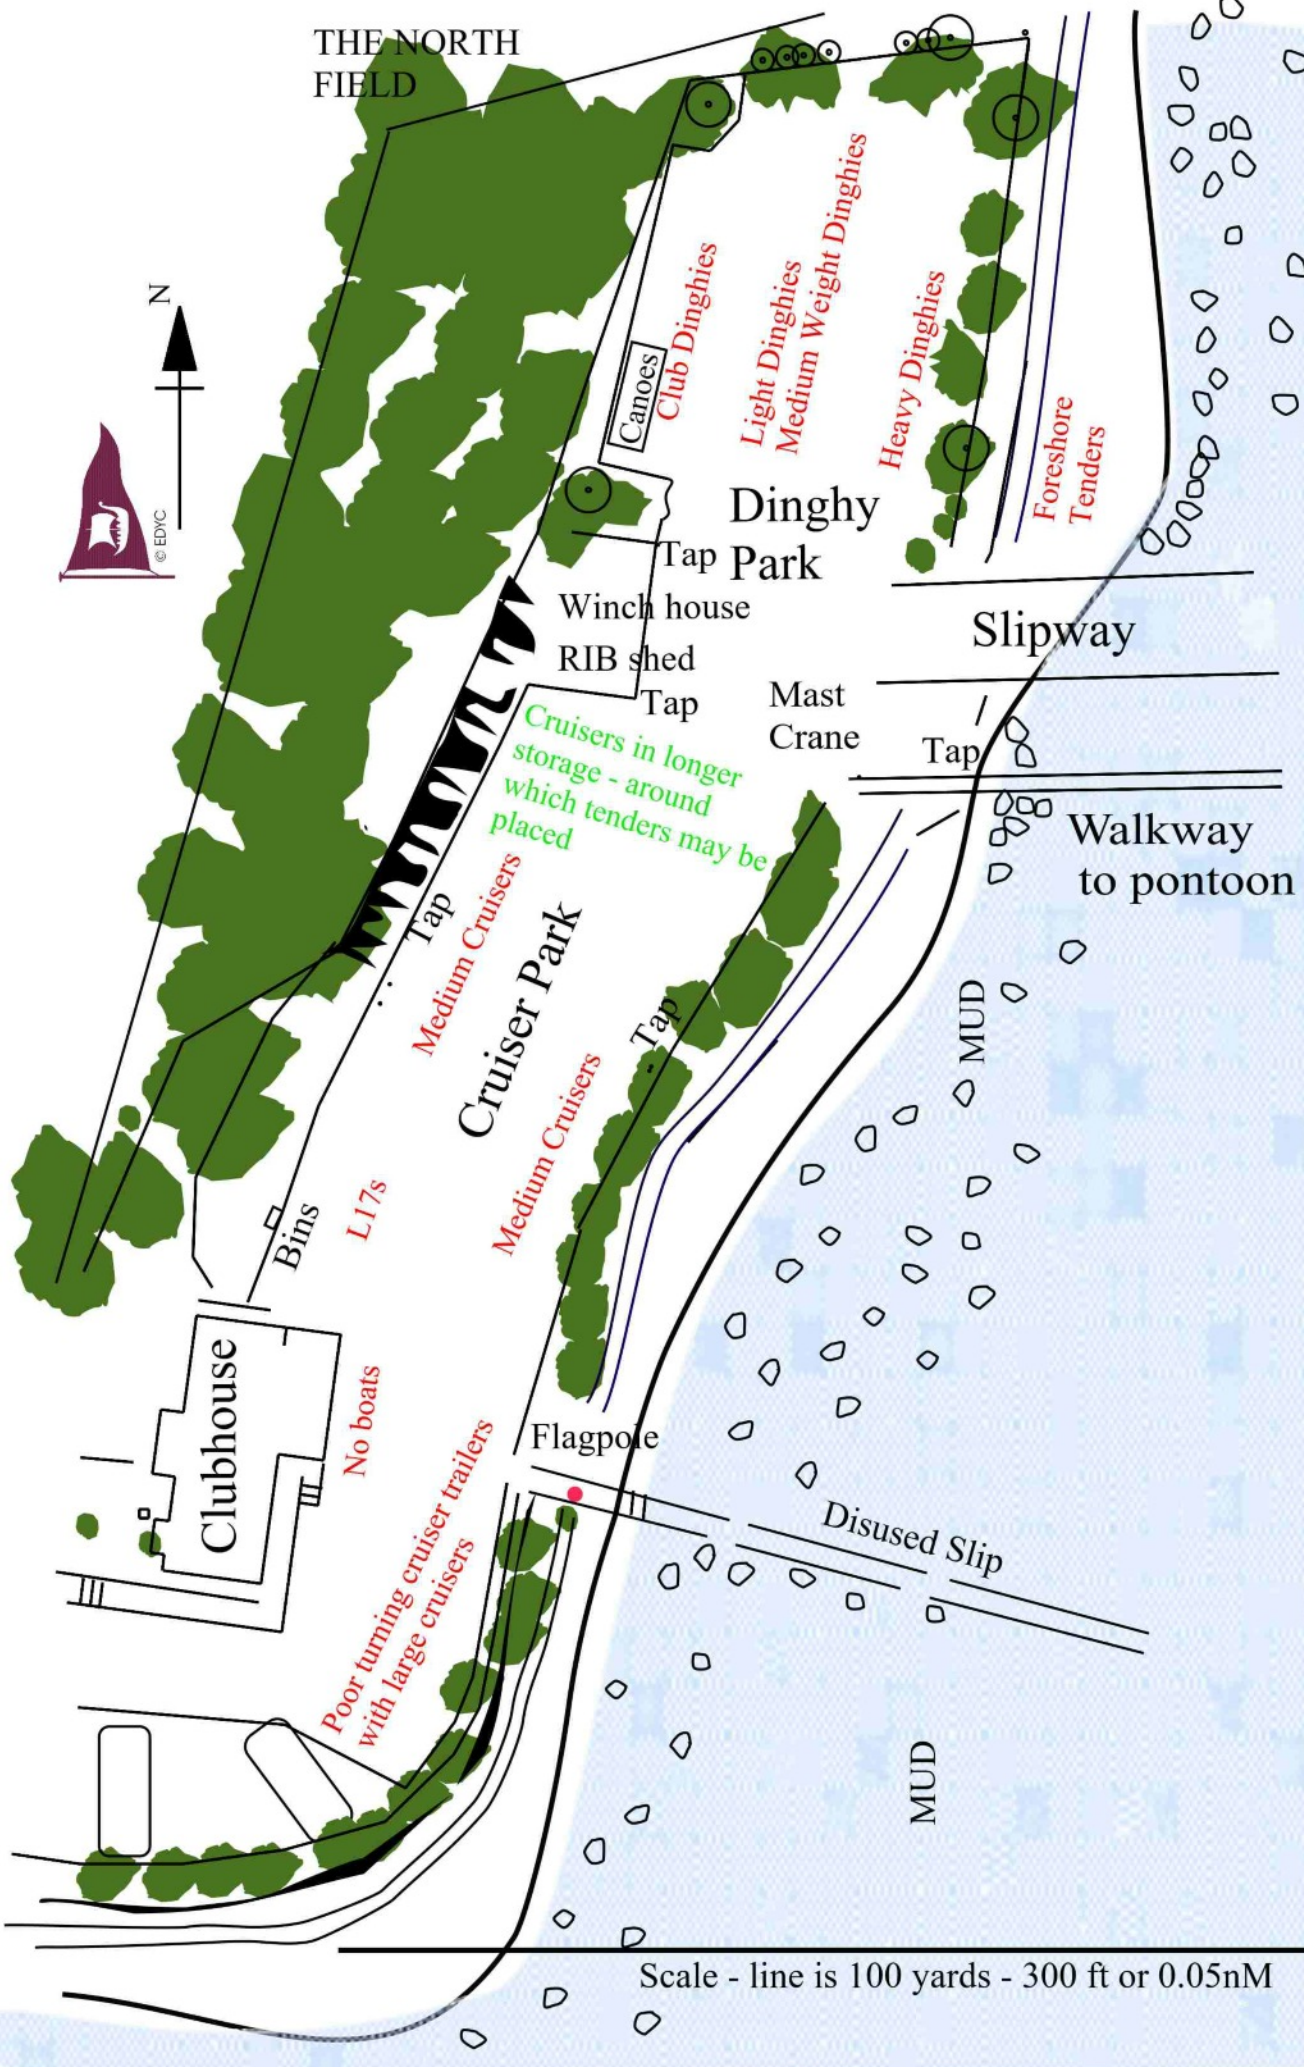 THE NORTH
FIELD
N
© EDYC
Canoes
Club Dinghies
Light Dinghies
Medium Weight Dinghies
Heavy Dinghies
Foreshore
Tenders
Dinghy
Park
Tap
Winch house
RIB shed
Tap
Slipway
Mast
Crane
Tap
Cruisers in longer
storage - around
which tenders may be
placed
Walkway
to pontoon
Tap
Medium Cruisers
Cruiser Park
Tap
MUD
Medium Cruisers
L17s
Bins
Clubhouse
No boats
Flagpole
Poor turning cruiser trailers
with large cruisers
Disused Slip
MUD
Scale - line is 100 yards - 300 ft or 0.05nM